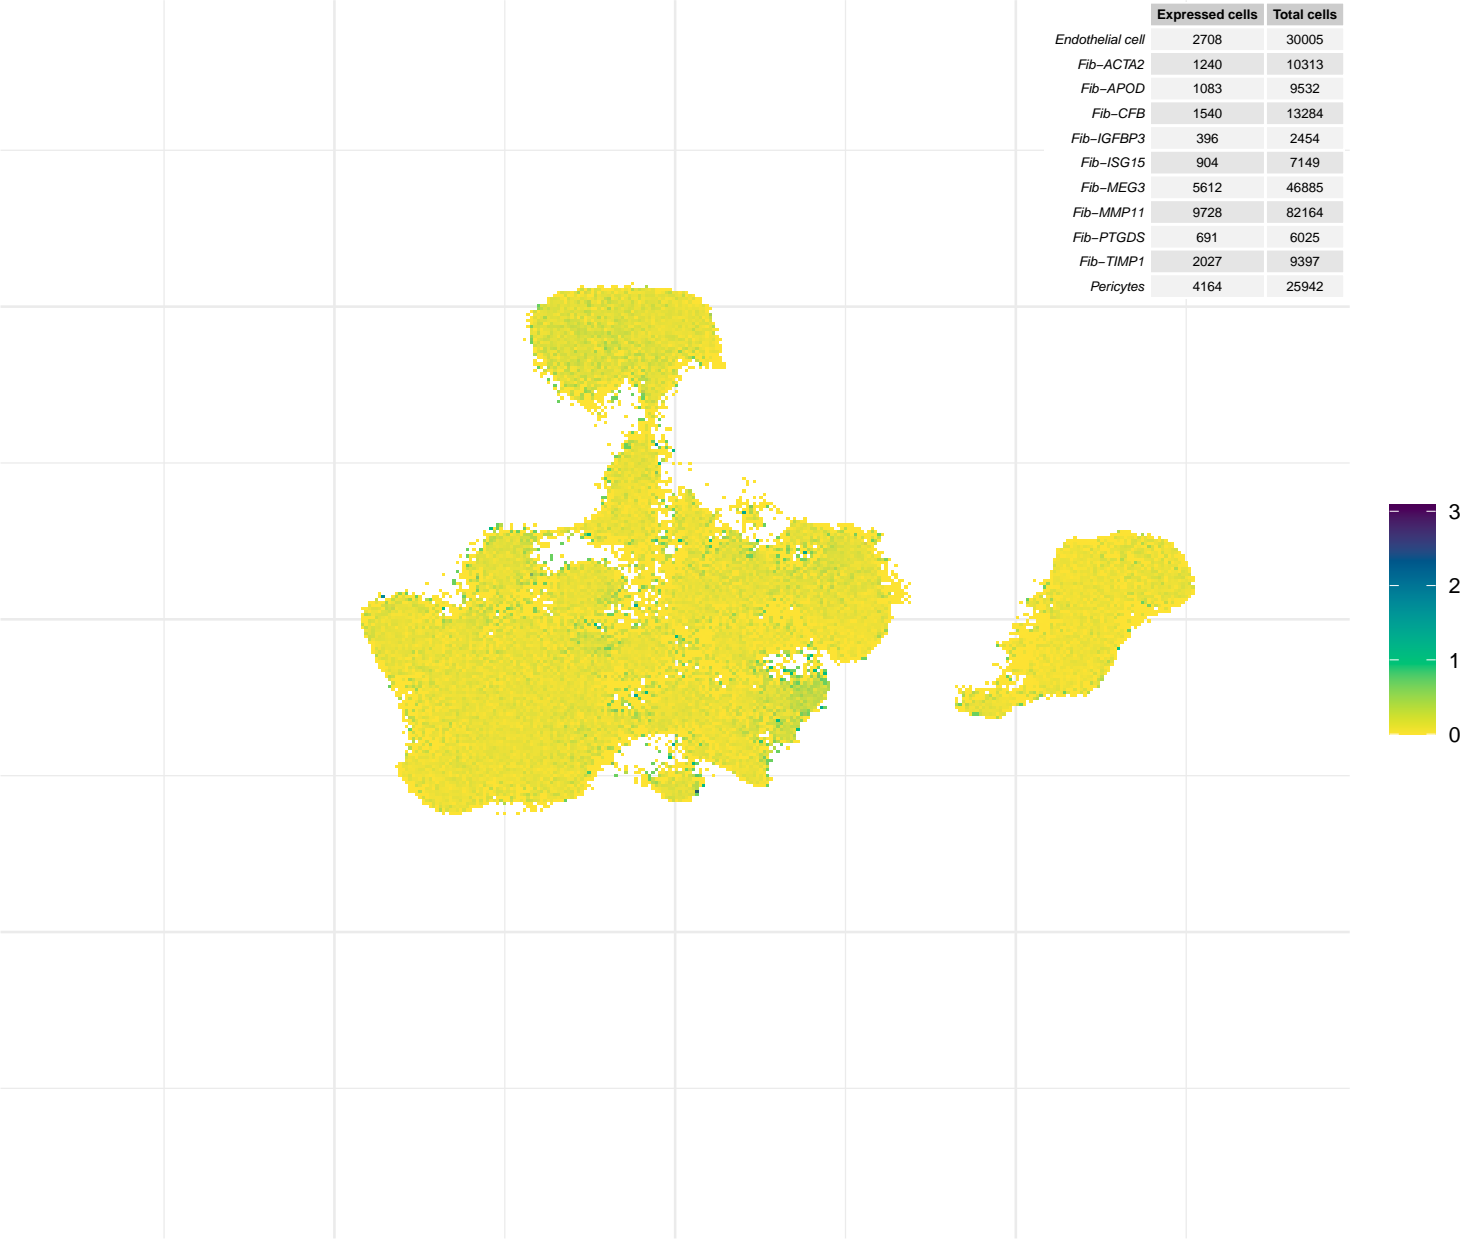 Expressed cells Total cells
Endothelial cell 2708 30005
Fib−ACTA2 1240 10313
Fib−APOD 1083 9532
Fib−CFB 1540 13284
Fib−IGFBP3 396 2454
Fib−ISG15 904 7149
Fib−MEG3 5612 46885
Fib−MMP11 9728 82164
Fib−PTGDS 691 6025
Fib−TIMP1 2027 9397
Pericytes 4164 25942
3
2
1
0